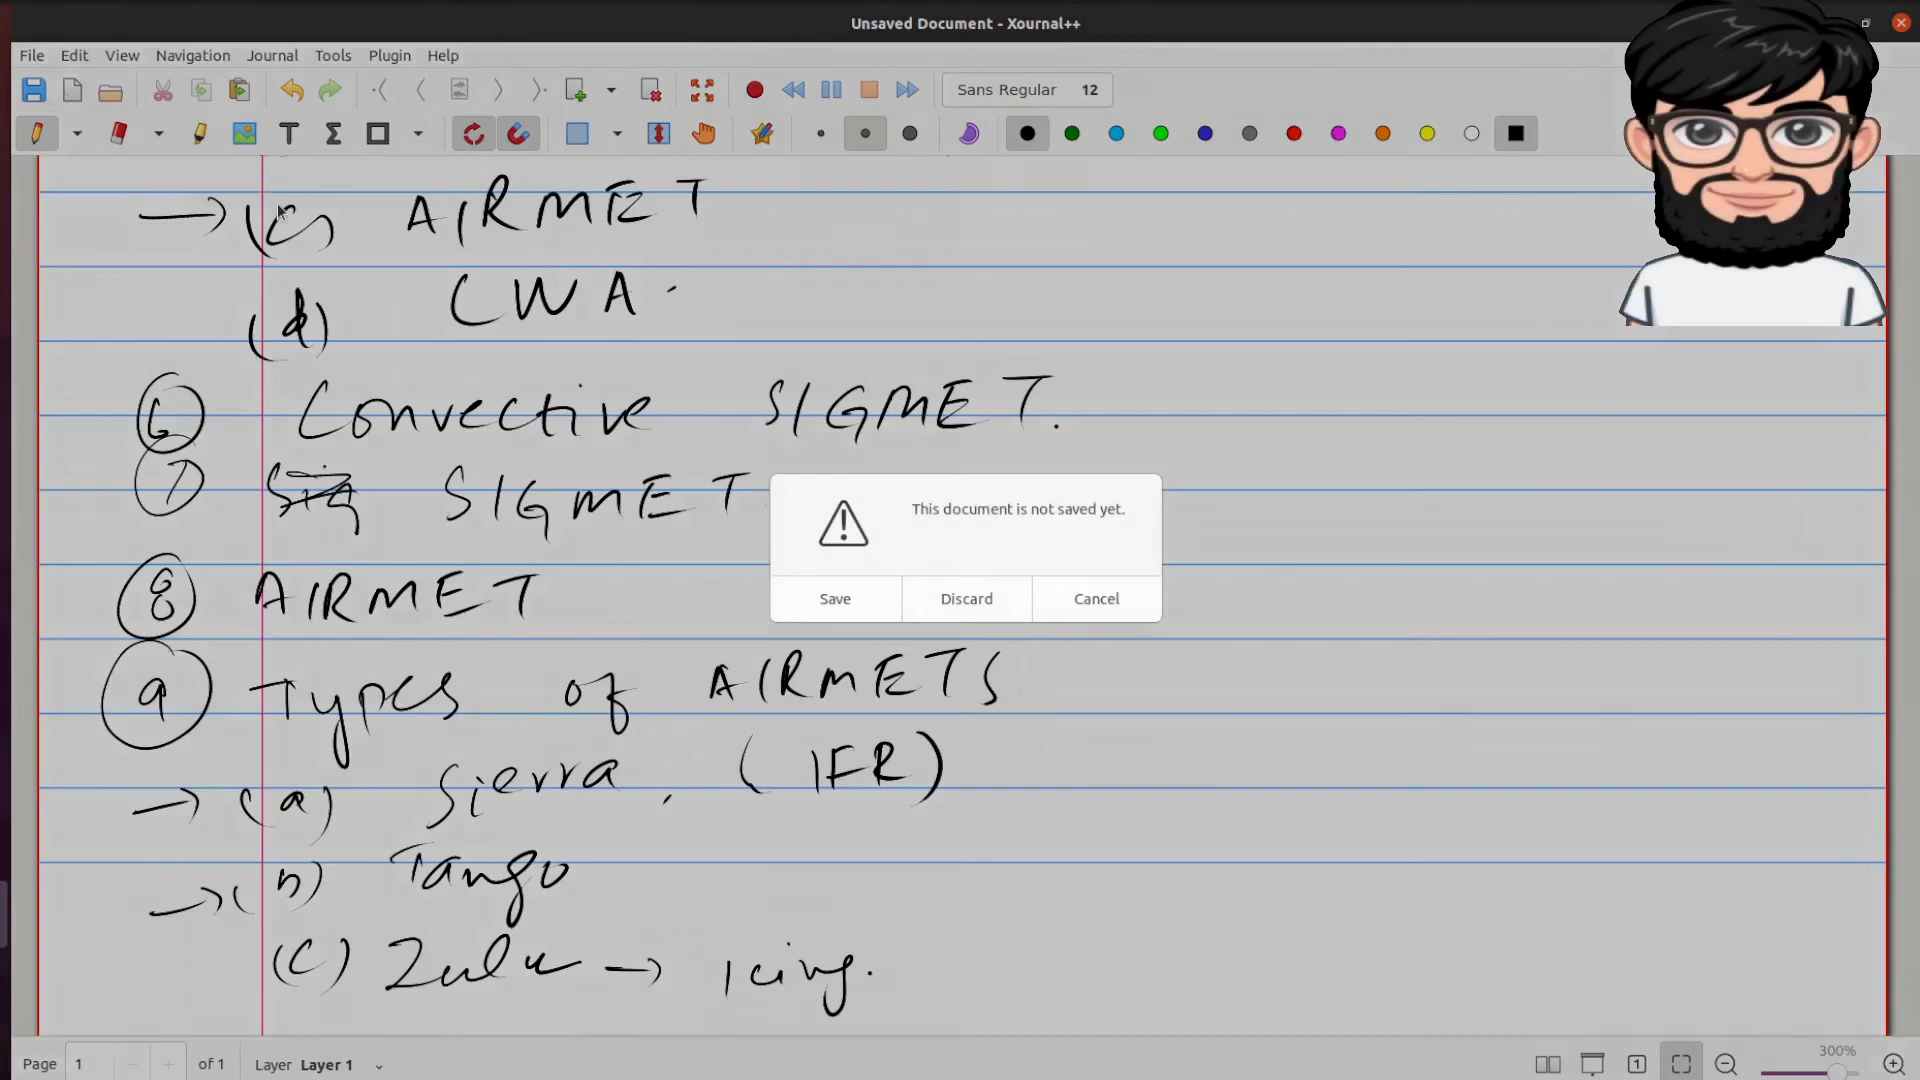 Unsaved Document - Xournal++
File Edit View Navigation Journal Tools Plugin Help
Sans Regular 12
→ (c) AIRMET
(d) CWA.
⑥ Convective SIGMET.
⑦ SIGMET
⑧ AIRMET
⑨ Types of AIRMETS
→ (a) Sierra, (IFR)
→ (b) Tango
(c) Zulu → icing.
This document is not saved yet.
Save Discard Cancel
Page 1 of 1 Layer Layer 1 300%